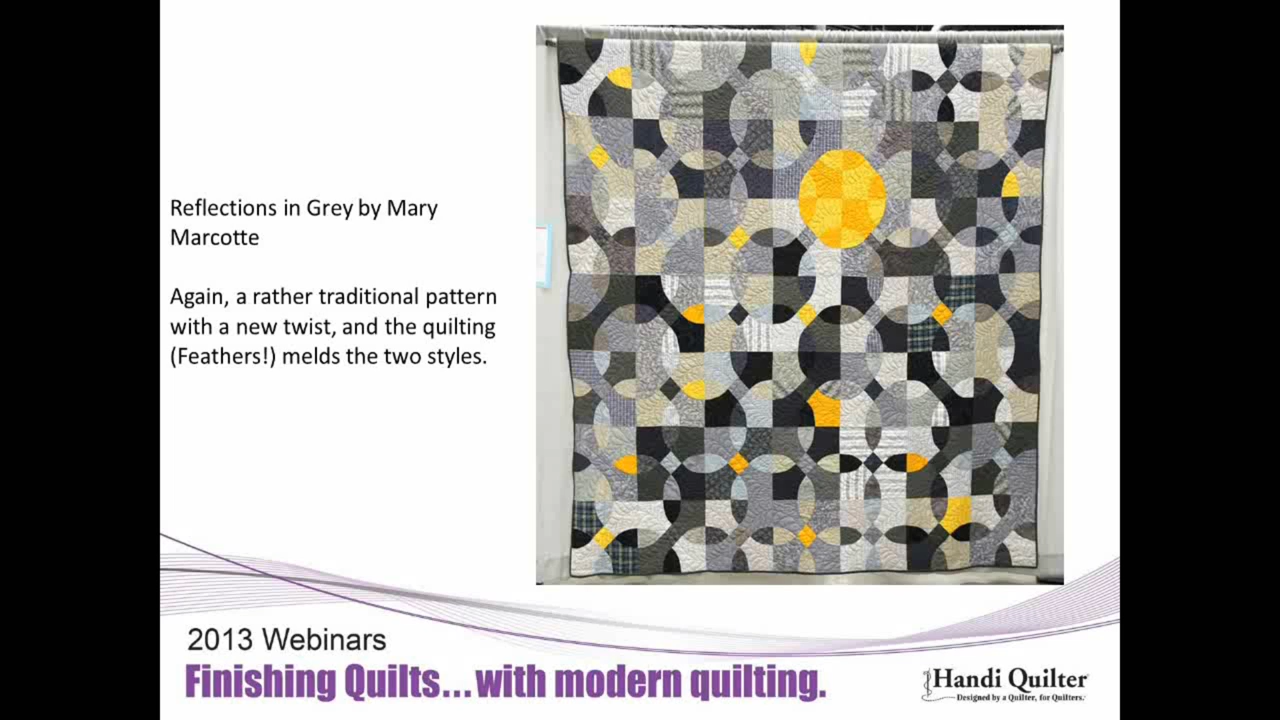 Reflections in Grey by Mary
Marcotte
Again, a rather traditional pattern
with a new twist, and the quilting
(Feathers!) melds the two styles.
2013 Webinars
Finishing Quilts...with modern quilting.
Handi Quilter
Designed by a Quilter, for Quilters.